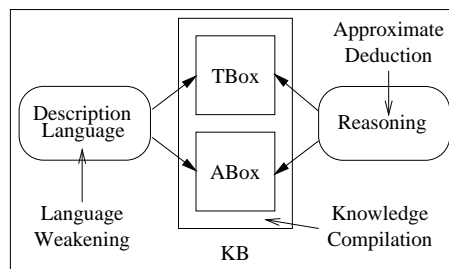 Approximate
Deduction
TBox
Description
Language
Reasoning
ABox
Language
Weakening
Knowledge
Compilation
KB